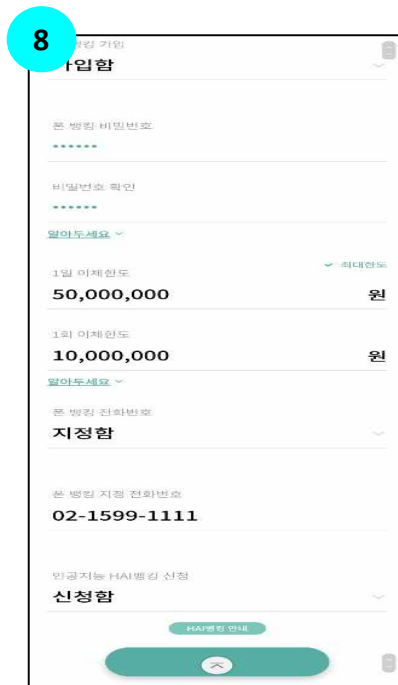 8
뱅킹 가입
가입함
폰 뱅킹 비밀번호
••••••
비밀번호 확인
••••••
알아두세요
1일 이체한도
최대한도
50,000,000 원
1회 이체한도
10,000,000 원
알아두세요
폰 뱅킹 전화번호
지정함
폰 뱅킹 지정 전화번호
02-1599-1111
인공지능 HAI뱅킹 신청
신청함
HAI뱅킹 안내